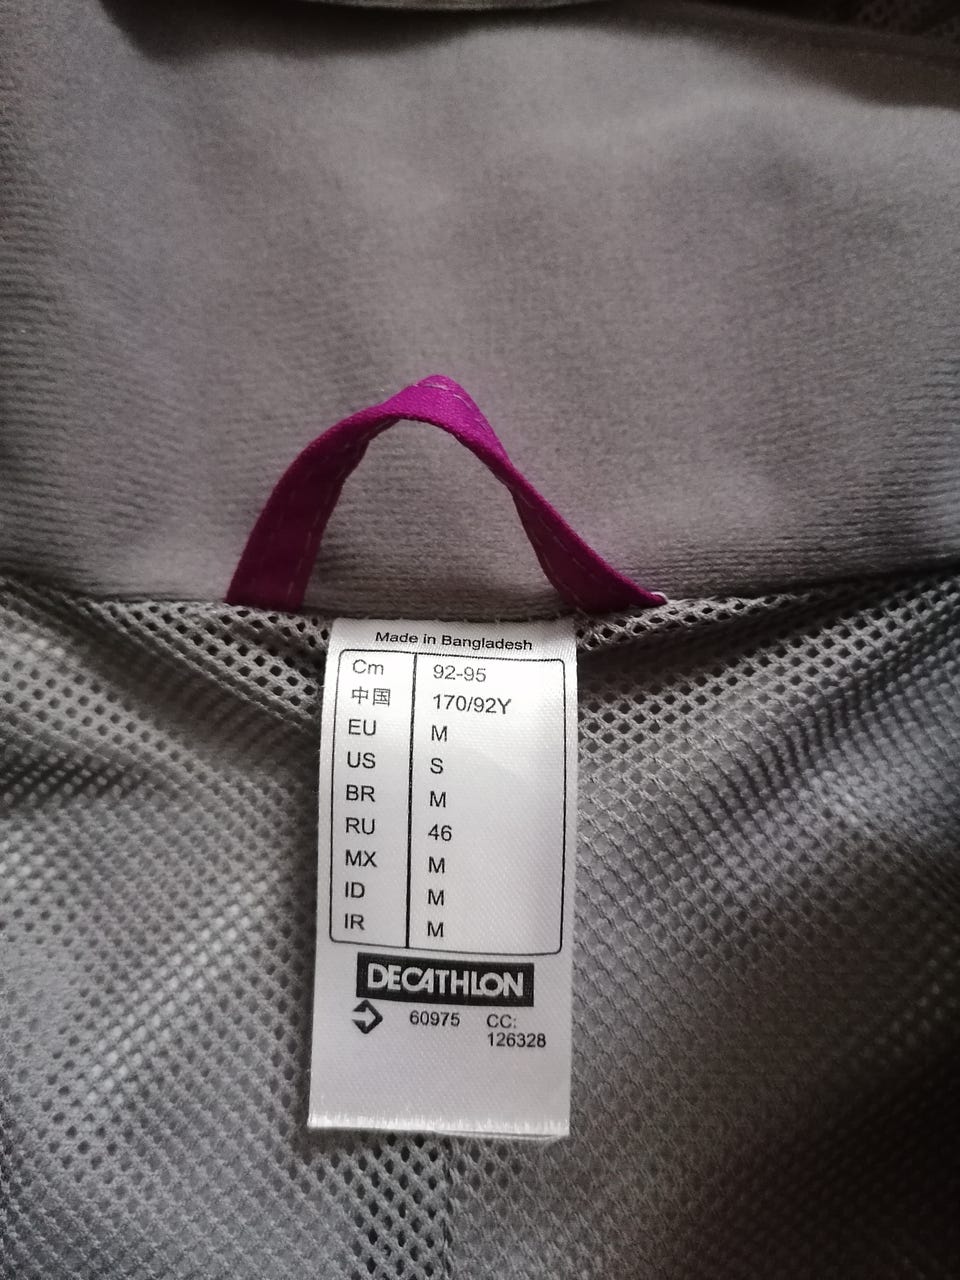 Made in Bangladesh
Cm 92-95
中国 170/92Y
EU M
US S
BR M
RU 46
MX M
ID M
IR M
DECATHLON
60975 CC:
126328